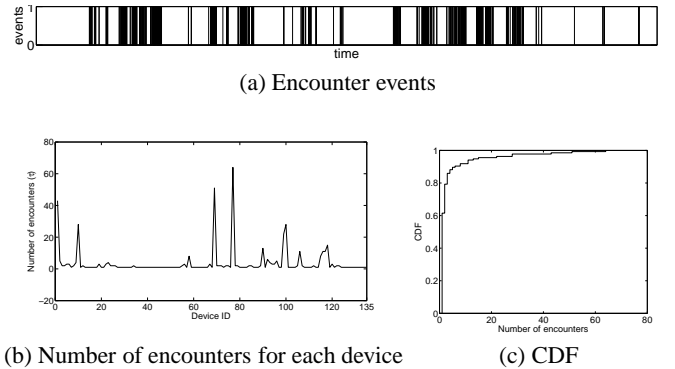 events
1
0
time
(a) Encounter events
Number of encounters (τ)
80
60
40
20
0
−20
0 20 40 60 80 100 120 135
Device ID
(b) Number of encounters for each device
CDF
1
0.8
0.6
0.4
0.2
0
0 20 40 60 80
Number of encounters
(c) CDF